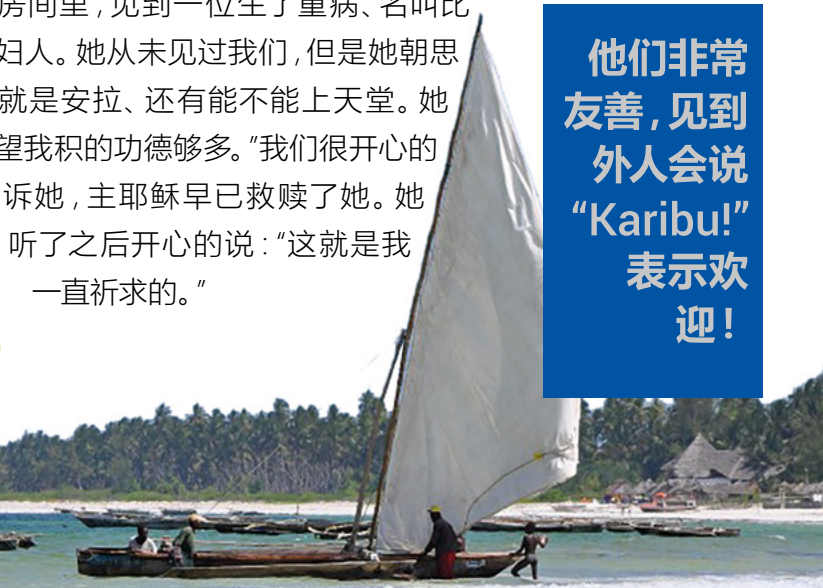 房间里，见到一位生了重病、名叫比
妇人。她从未见过我们，但是她朝思
就是安拉、还有能不能上天堂。她
望我积的功德够多。”我们很开心的
诉她，主耶稣早已救赎了她。她
听了之后开心的说：“这就是我
一直祈求的。”
他们非常
友善，见到
外人会说
“Karibu!”
表示欢
迎！